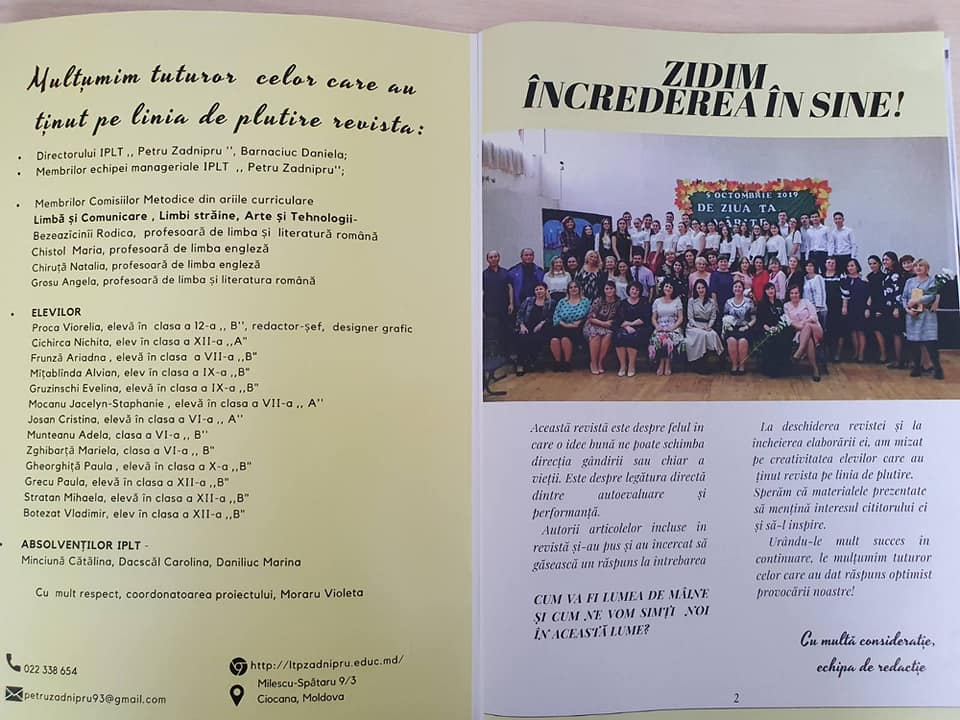 Mulțumim tuturor celor care au
ținut pe linia de plutire revista:
• Directorului IPLT ,, Petru Zadnipru '', Barnaciuc Daniela;
• Membrilor echipei manageriale IPLT ,, Petru Zadnipru'';
• Membrilor Comisiilor Metodice din ariile curriculare
Limbă și Comunicare , Limbi străine, Arte și Tehnologii-
Bezeazîcinîi Rodica, profesoară de limba și literatură română
Chistol Maria, profesoară de limba engleză
Chiruță Natalia, profesoară de limba engleză
Grosu Angela, profesoară de limba și literatura română
• ELEVILOR
Proca Viorelia, elevă în clasa a 12-a ,, B'', redactor-șef, designer grafic
Cichirca Nichita, elev în clasa a XII-a ,,A"
Frunză Ariadna , elevă în clasa a VII-a ,,B"
Mițablînda Alvian, elev în clasa a IX-a ,,B"
Gruzinschi Evelina, elevă în clasa a IX-a ,,B"
Mocanu Jacelyn-Staphanie , elevă în clasa a VII-a ,, A''
Josan Cristina, elevă în clasa a VI-a ,, A''
Munteanu Adela, clasa a VI-a ,, B''
Zghibarță Mariela, clasa a VI-a ,, B"
Gheorghiță Paula , elevă în clasa a X-a ,,B"
Grecu Paula, elevă în clasa a XII-a ,,B"
Stratan Mihaela, elevă în clasa a XII-a ,,B"
Botezat Vladimir, elev în clasa a XII-a ,,B"
• ABSOLVENȚILOR IPLT -
Minciună Cătălina, Dacscăl Carolina, Daniliuc Marina
Cu mult respect, coordonatoarea proiectului, Moraru Violeta
022 338 654
petruzadnipru93@gmail.com
http://ltpzadnipru.educ.md/
Milescu-Spătaru 9/3
Ciocana, Moldova
ZIDIM
ÎNCREDEREA ÎN SINE!
5 OCTOMBRIE 2019
DE ZIUA TA
Această revistă este despre felul în
care o idee bună ne poate schimba
direcția gândirii sau chiar a
vieții. Este despre legătura directă
dintre autoevaluare și
performanță.
Autorii articolelor incluse în
revistă și-au pus și au încercat să
găsească un răspuns la întrebarea
CUM VA FI LUMEA DE MÂINE
ȘI CUM NE VOM SIMȚI NOI
ÎN ACEASTĂ LUME?
La deschiderea revistei și la
încheierea elaborării ei, am mizat
pe creativitatea elevilor care au
ținut revista pe linia de plutire.
Sperăm că materialele prezentate
să mențină interesul cititorului ei
și să-l inspire.
Urându-le mult succes în
continuare, le mulțumim tuturor
celor care au dat răspuns optimist
provocării noastre!
Cu multă considerație,
echipa de redacție
2